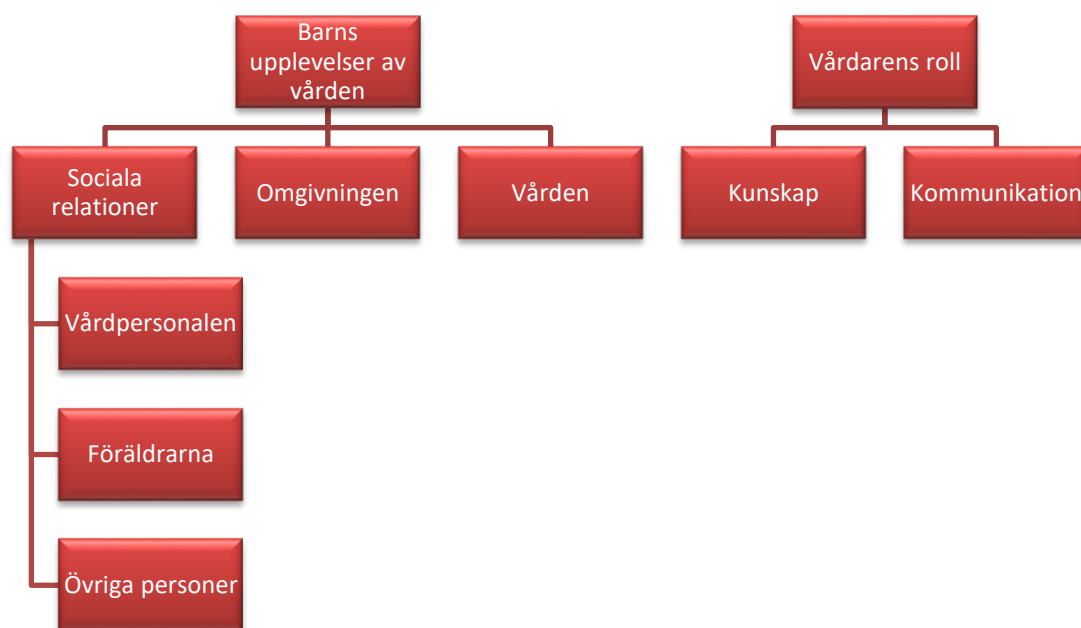 Barns
upplevelser av
vården
Vårdarens roll
Sociala
relationer
Omgivningen
Vården
Kunskap
Kommunikation
Vårdpersonalen
Föräldrarna
Övriga personer